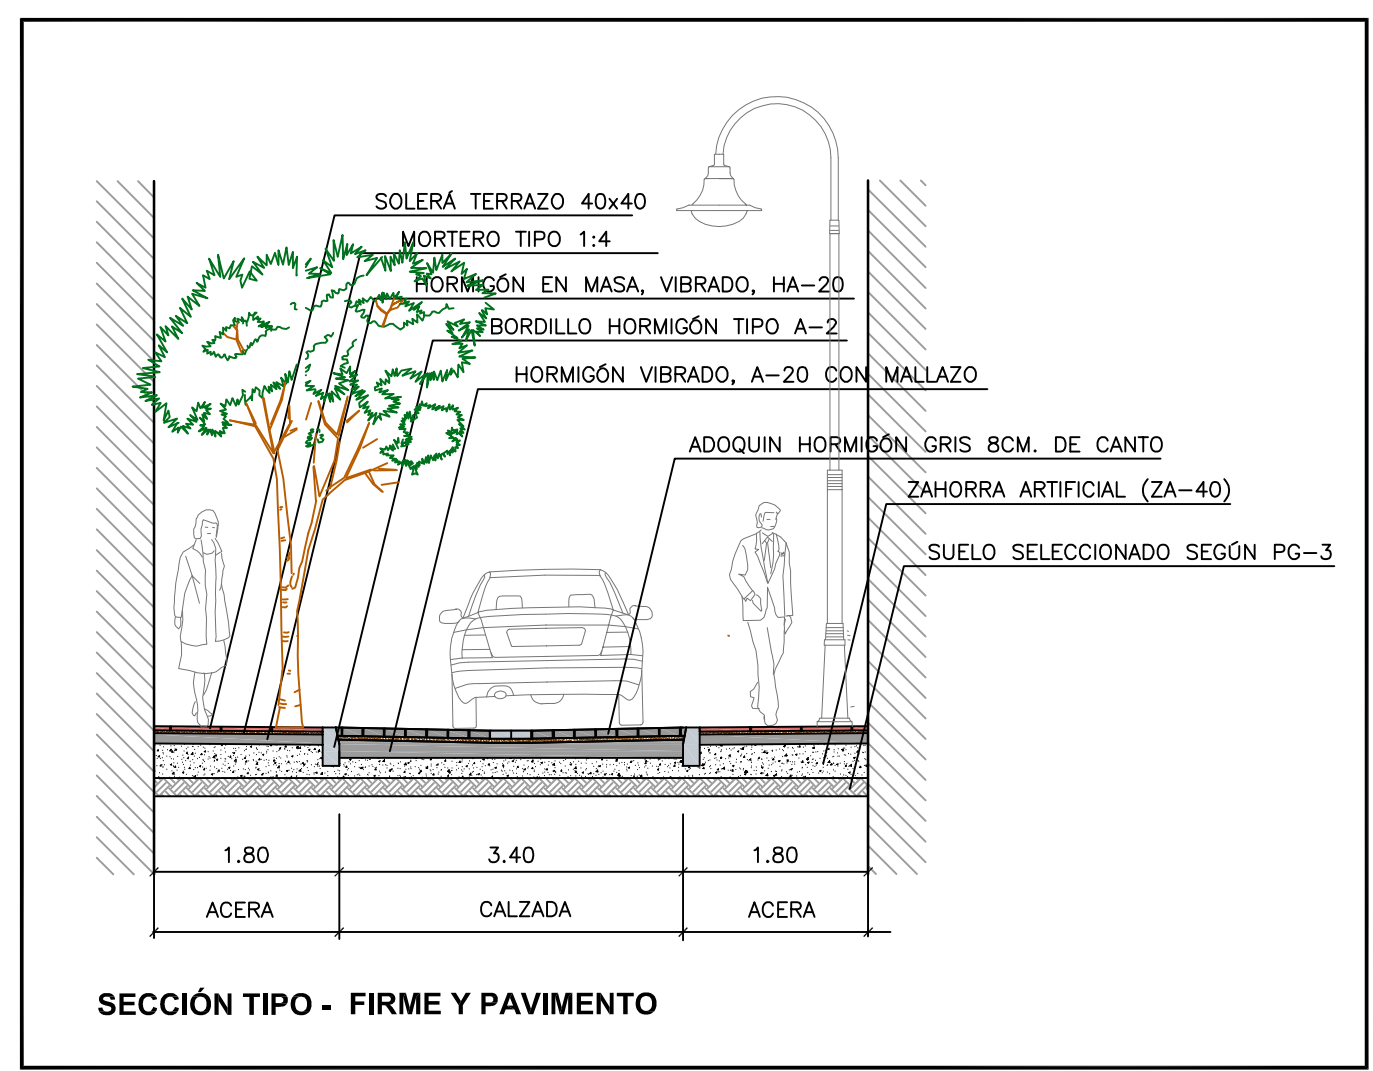 SOLERÁ TERRAZO 40x40
MORTERO TIPO 1:4
HORMIGÓN EN MASA, VIBRADO, HA-20
BORDILLO HORMIGÓN TIPO A-2
HORMIGÓN VIBRADO, A-20 CON MALLAZO
ADOQUIN HORMIGÓN GRIS 8CM. DE CANTO
ZAHORRA ARTIFICIAL (ZA-40)
SUELO SELECCIONADO SEGÚN PG-3
1.80 3.40 1.80
ACERA CALZADA ACERA
SECCIÓN TIPO - FIRME Y PAVIMENTO